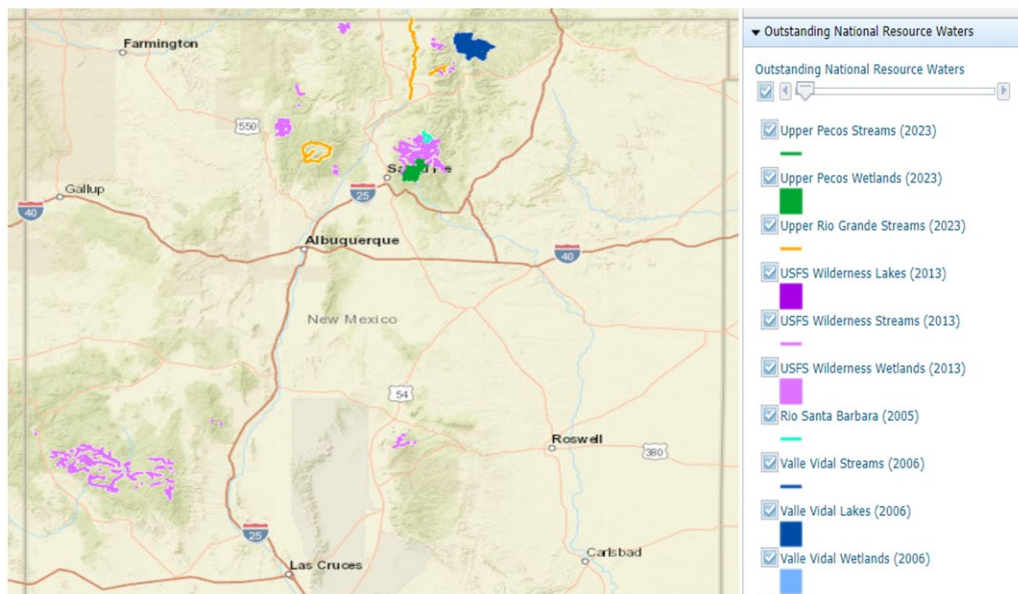 Farmington
550
Gallup
40
Sa
Fe
25
Albuquerque
40
New Mexico
54
Roswell
380
25
Carlsbad
Las Cruces
Outstanding National Resource Waters
Outstanding National Resource Waters
Upper Pecos Streams (2023)
Upper Pecos Wetlands (2023)
Upper Rio Grande Streams (2023)
USFS Wilderness Lakes (2013)
USFS Wilderness Streams (2013)
USFS Wilderness Wetlands (2013)
Rio Santa Barbara (2005)
Valle Vidal Streams (2006)
Valle Vidal Lakes (2006)
Valle Vidal Wetlands (2006)